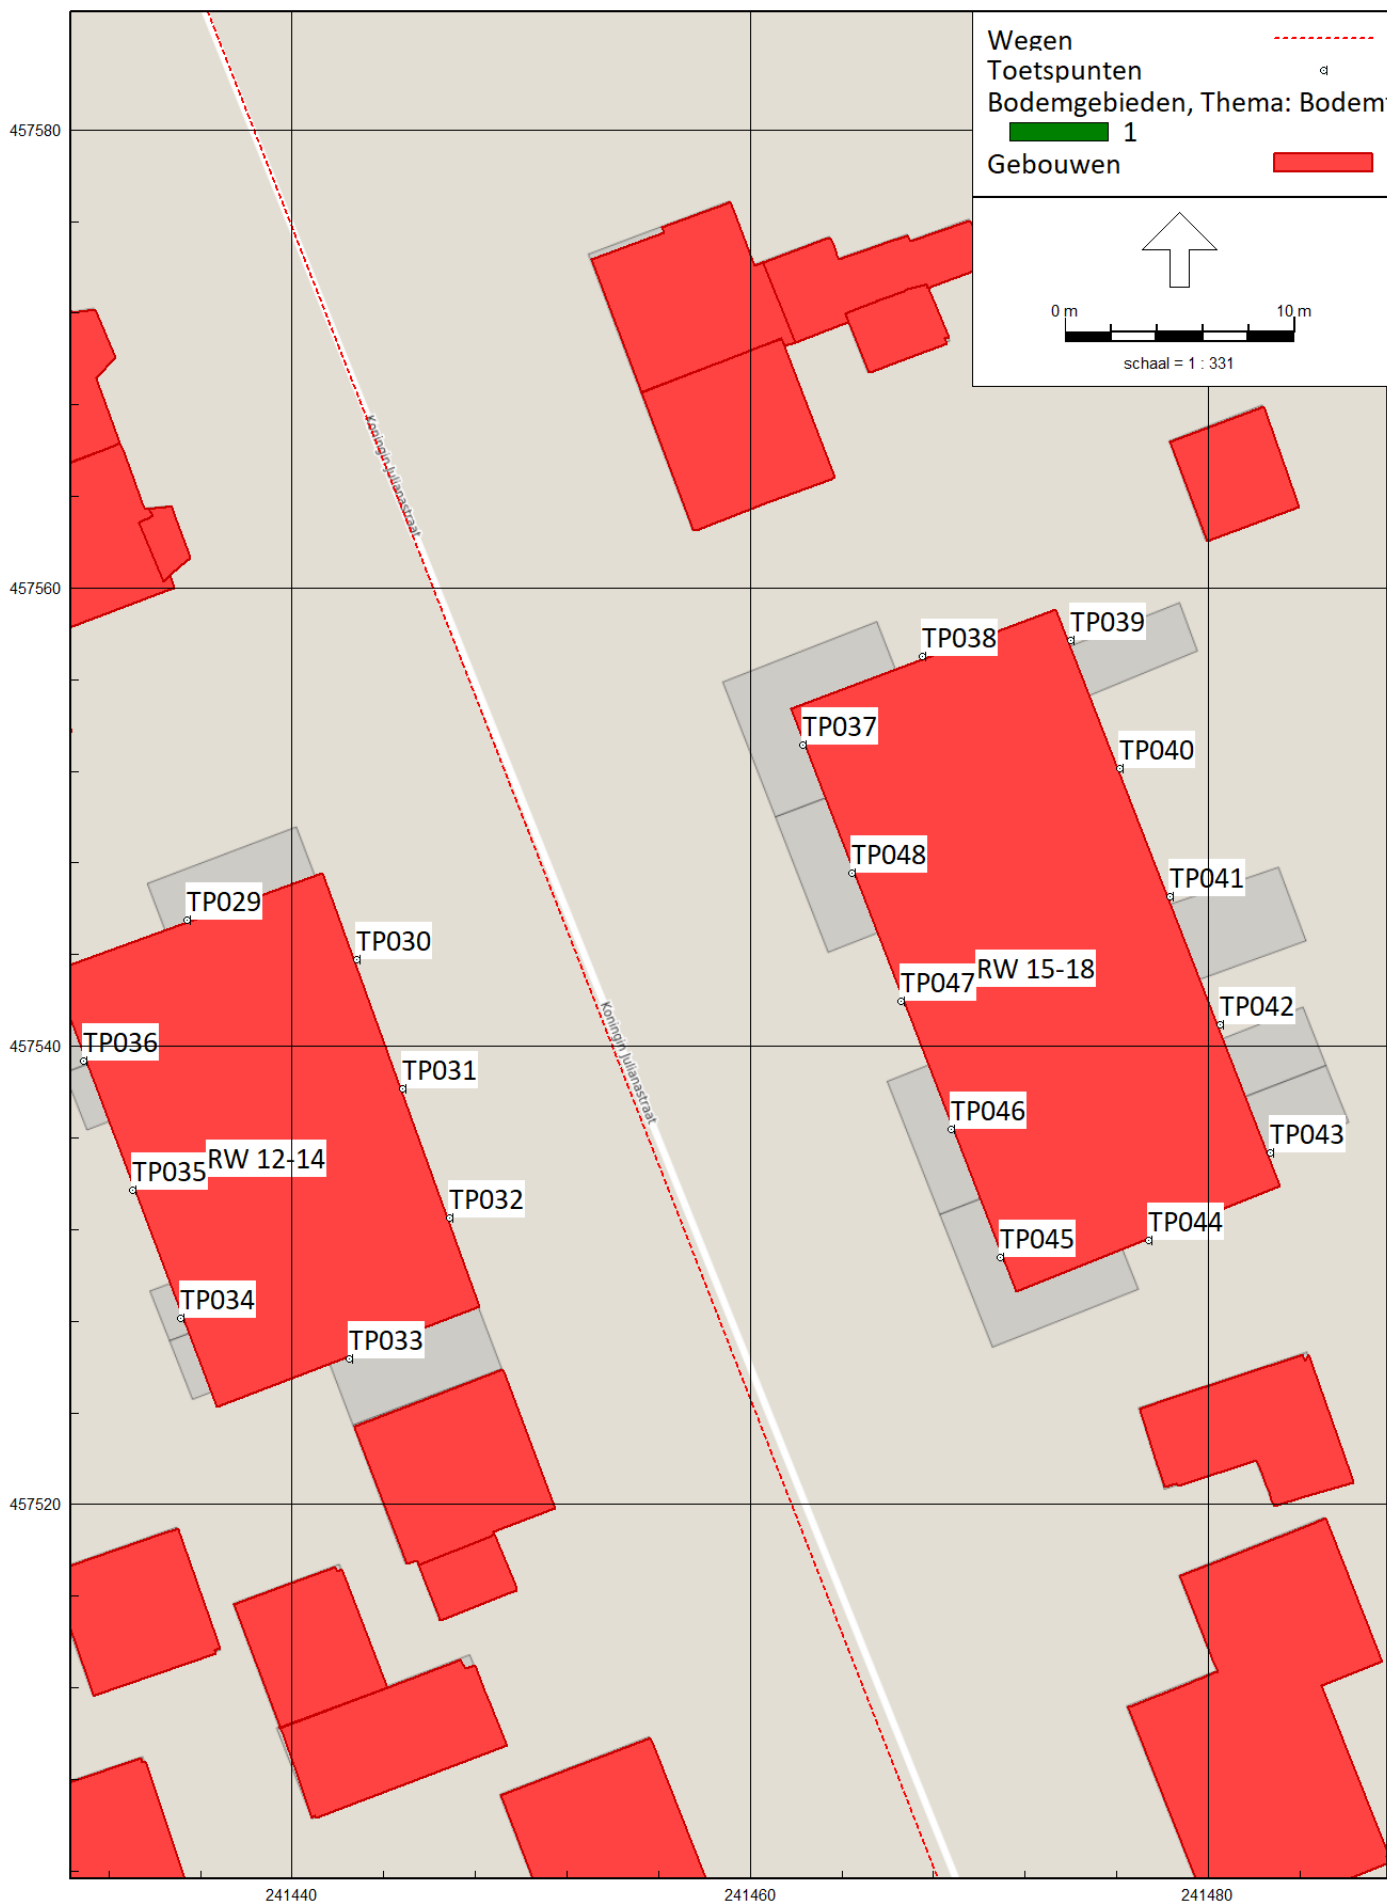 Wegen
Toetspunten
Bodemgebieden, Thema: Bodem
1
Gebouwen
0 m
10 m
schaal = 1 : 331
457580
Koningin Julianastraat
457560
TP038
TP039
TP037
TP040
TP048
TP041
TP029
TP030
TP047
RW 15-18
TP042
Koningin Julianastraat
457540
TP036
TP031
TP046
TP043
TP035
RW 12-14
TP032
TP044
TP045
TP034
TP033
457520
241440
241460
241480